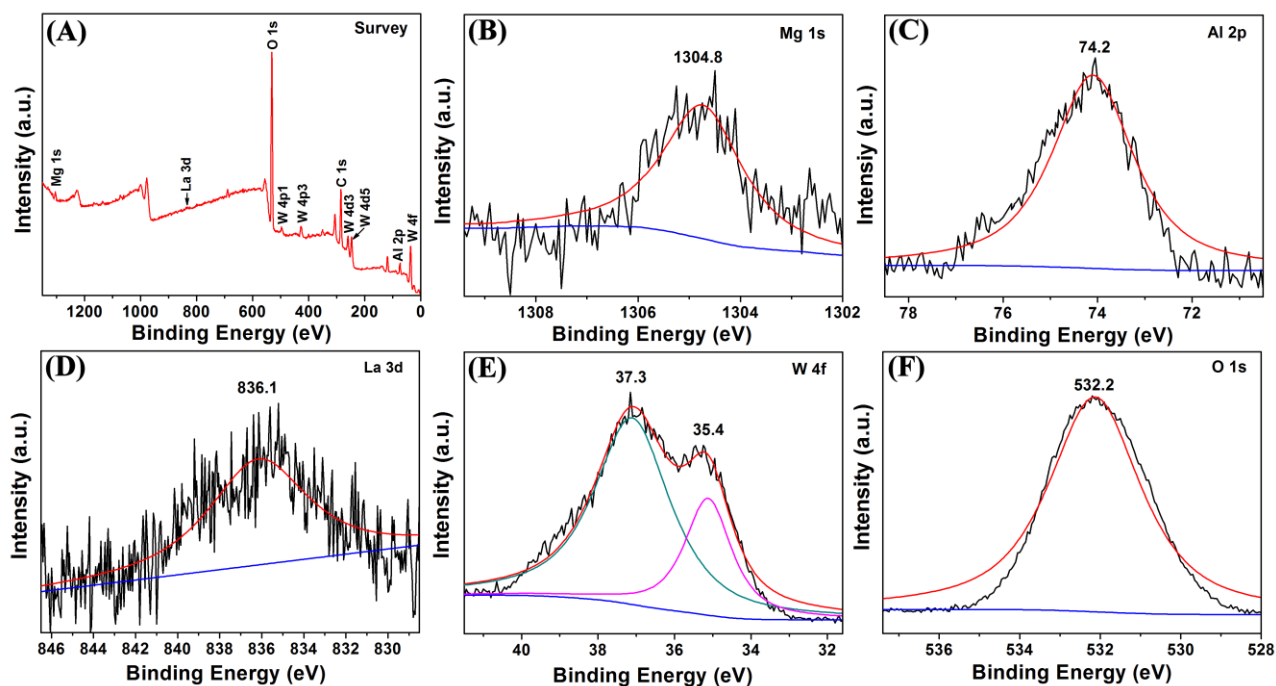 (A)
Survey
Mg 1s
La 3d
O 1s
W 4p1
W 4p3
C 1s
W 4d3
W 4d5
Al 2p
W 4f
Intensity (a.u.)
1200 1000 800 600 400 200 0
Binding Energy (eV)
(B)
Mg 1s
1304.8
Intensity (a.u.)
1308 1306 1304 1302
Binding Energy (eV)
(C)
Al 2p
74.2
Intensity (a.u.)
78 76 74 72
Binding Energy (eV)
(D)
La 3d
836.1
Intensity (a.u.)
846 844 842 840 838 836 834 832 830
Binding Energy (eV)
(E)
W 4f
37.3
35.4
Intensity (a.u.)
40 38 36 34 32
Binding Energy (eV)
(F)
O 1s
532.2
Intensity (a.u.)
536 534 532 530 528
Binding Energy (eV)